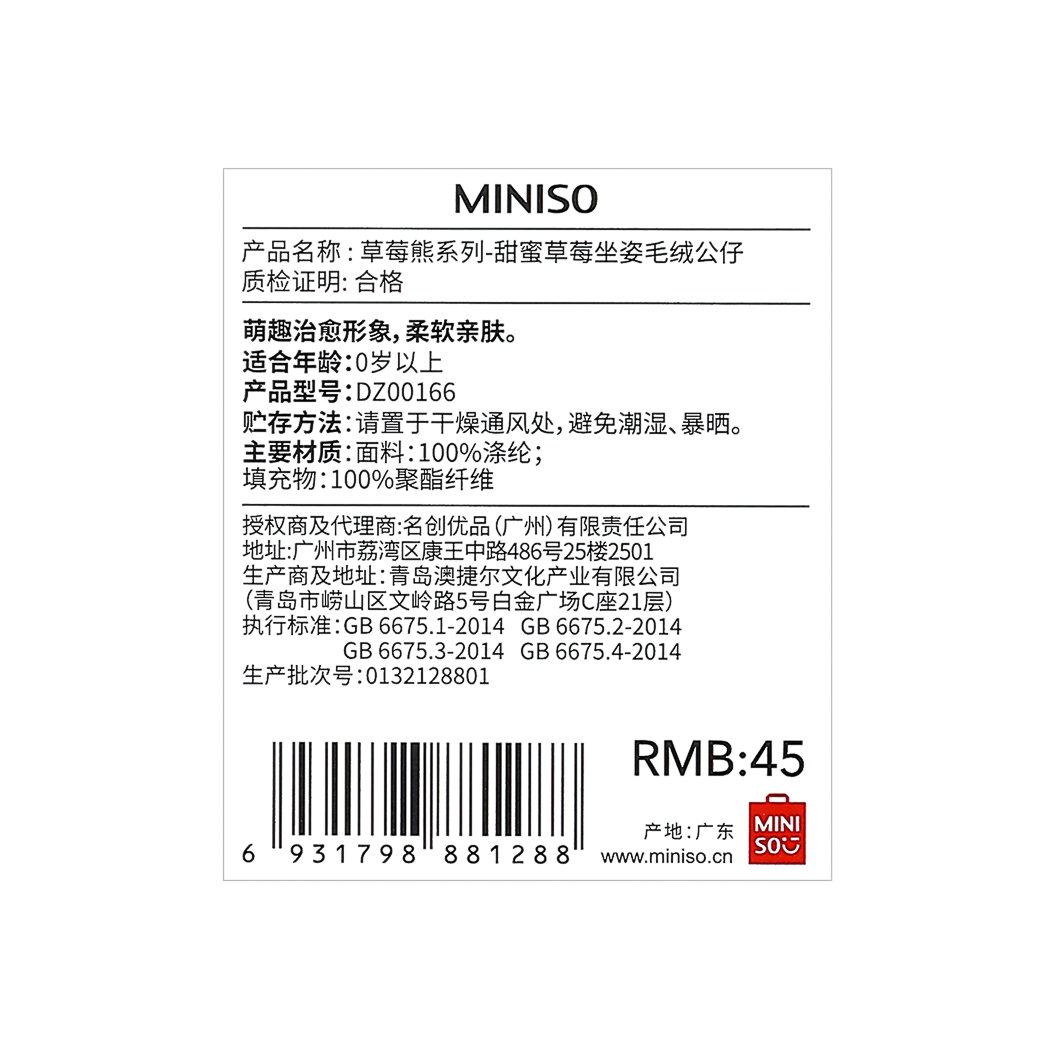 MINISO
产品名称：草莓熊系列-甜蜜草莓坐姿毛绒公仔
质检证明: 合格
萌趣治愈形象，柔软亲肤。
适合年龄：0岁以上
产品型号：DZ00166
贮存方法：请置于干燥通风处，避免潮湿、暴晒。
主要材质：面料：100%涤纶；
填充物：100%聚酯纤维
授权商及代理商:名创优品（广州）有限责任公司
地址:广州市荔湾区康王中路486号25楼2501
生产商及地址：青岛澳捷尔文化产业有限公司
（青岛市崂山区文岭路5号白金广场C座21层）
执行标准：GB 6675.1-2014 GB 6675.2-2014
GB 6675.3-2014 GB 6675.4-2014
生产批次号：0132128801
RMB:45
产地：广东
www.miniso.cn
MINI
SO
6 931798 881288